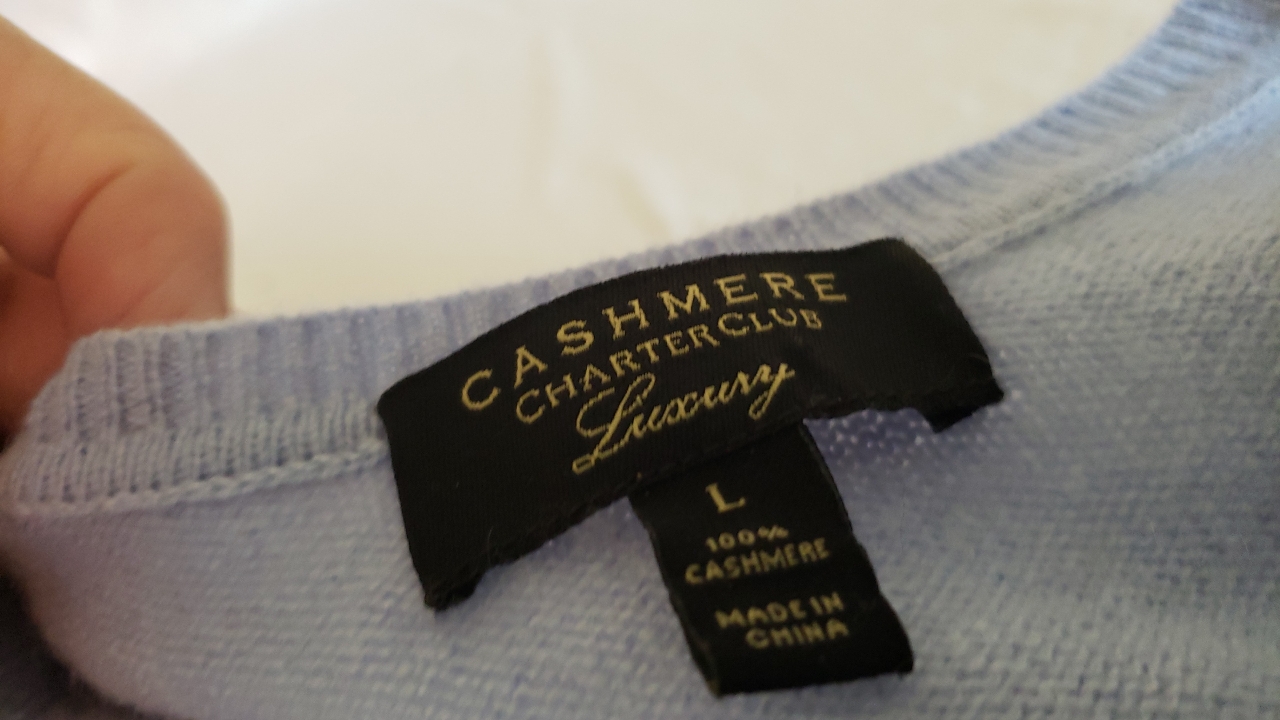 CASHMERE
CHARTER CLUB
Luxury
L
100%
CASHMERE
MADE IN
CHINA